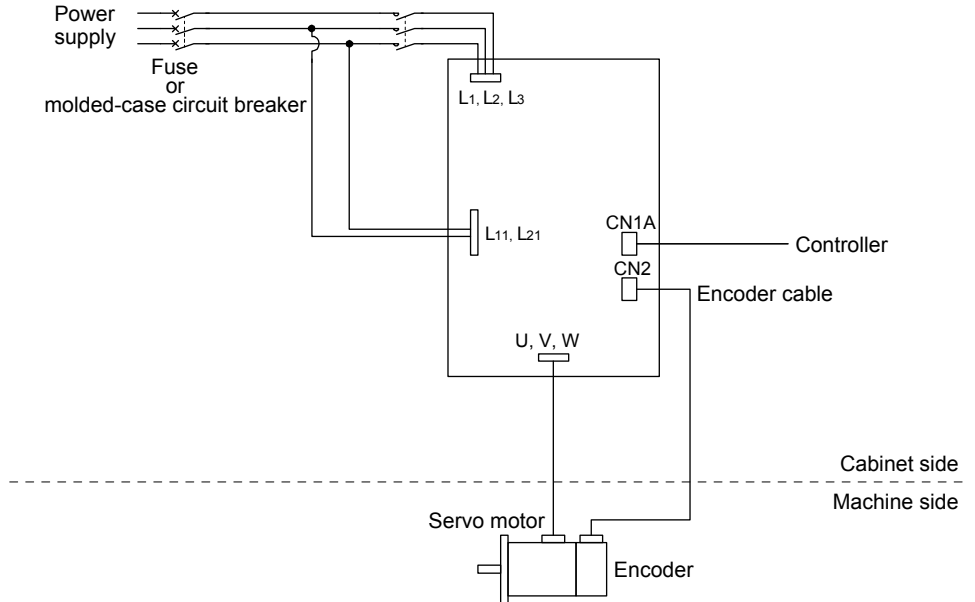 Power
supply
Fuse
or
molded-case circuit breaker
L1, L2, L3
L11, L21
CN1A
Controller
CN2
Encoder cable
U, V, W
Cabinet side
Machine side
Servo motor
Encoder